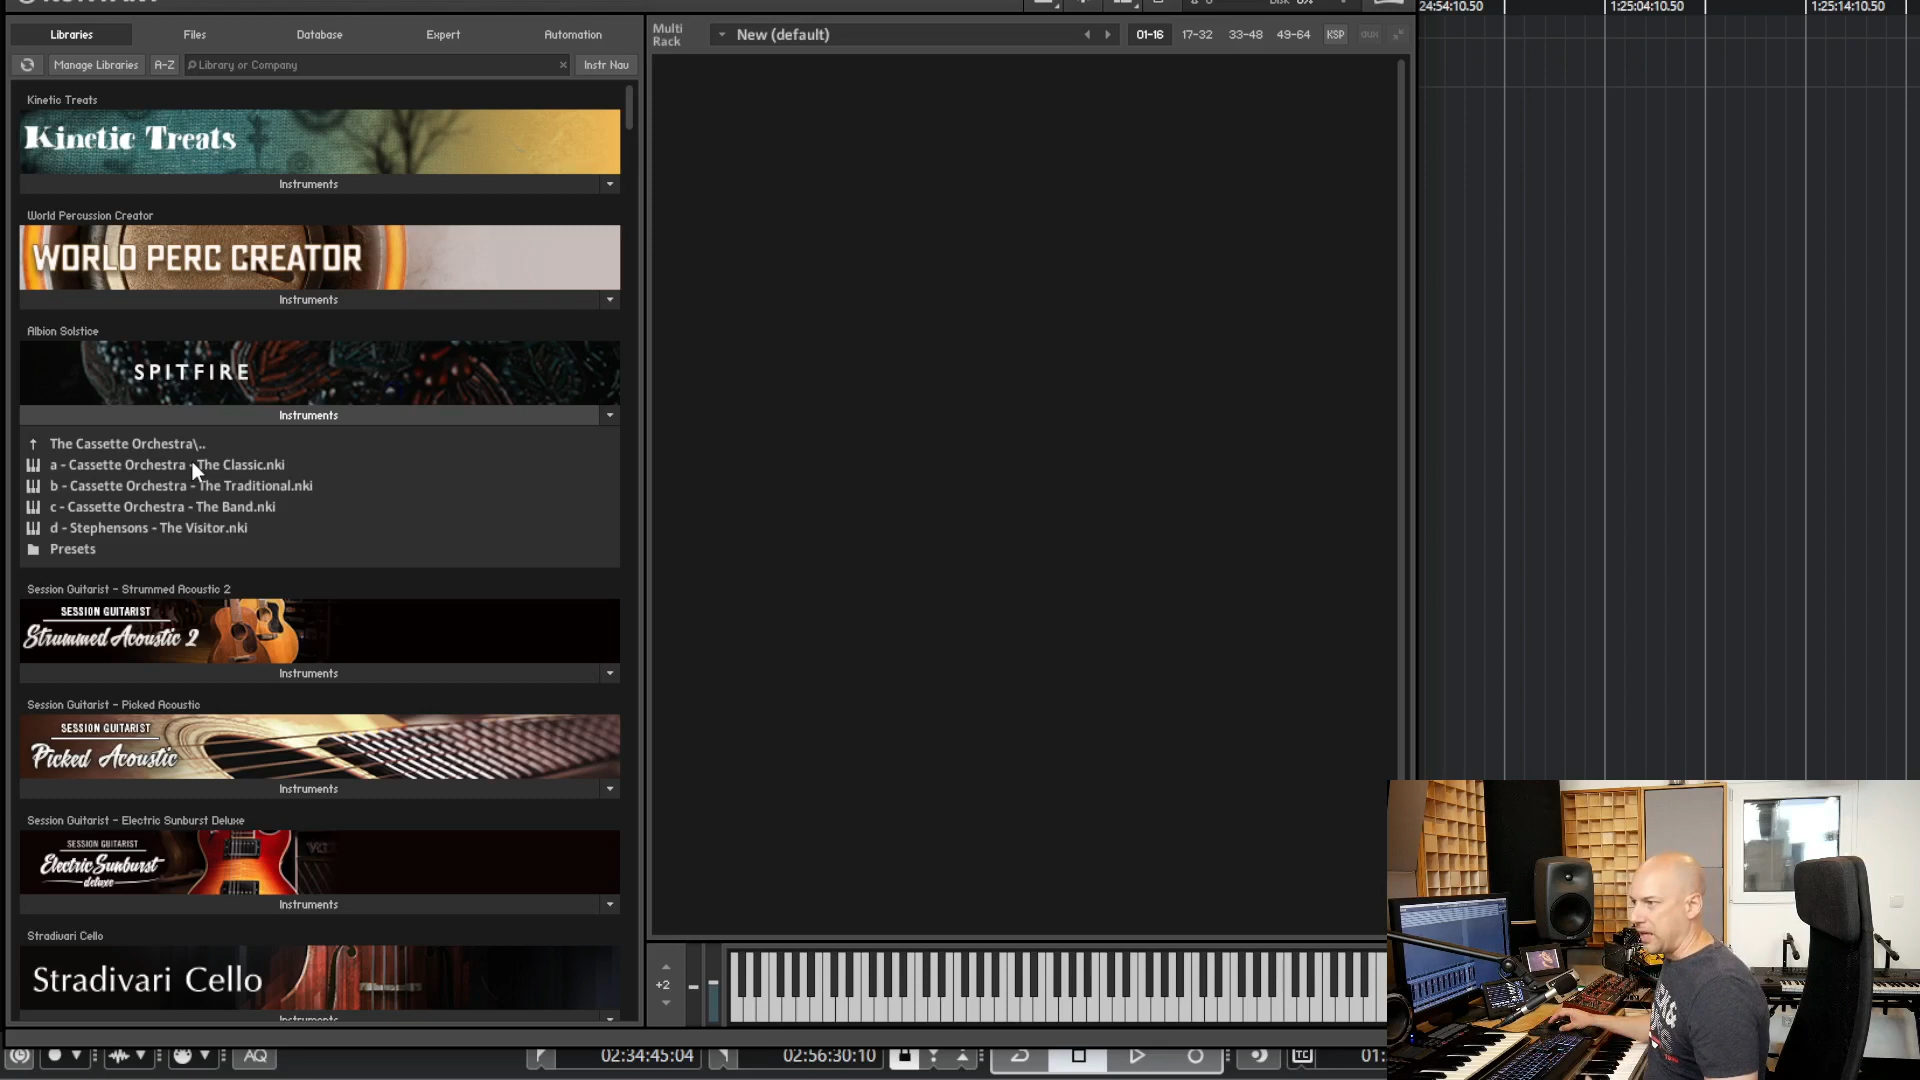 Libraries
Files
Database
Expert
Automation
Multi
Rack
New (default)
01-16
17-32
33-48
49-64
KSP
24:54:10.50
1:25:04:10.50
1:25:14:10.50
Manage Libraries
A-Z
Library or Company
Instr Nav
Kinetic Treats
Kinetic Treats
Instruments
World Percussion Creator
WORLD PERC CREATOR
Instruments
Albion Solstice
SPITFIRE
Instruments
The Cassette Orchestra\..
a - Cassette Orchestra - The Classic.nki
b - Cassette Orchestra - The Traditional.nki
c - Cassette Orchestra - The Band.nki
d - Stephensons - The Visitor.nki
Presets
Session Guitarist - Strummed Acoustic 2
SESSION GUITARIST
Strummed Acoustic 2
Instruments
Session Guitarist - Picked Acoustic
SESSION GUITARIST
Picked Acoustic
Instruments
Session Guitarist - Electric Sunburst Deluxe
SESSION GUITARIST
Electric Sunburst
deluxe
Instruments
Stradivari Cello
Stradivari Cello
Instruments
+2
AQ
02:34:45:04
02:56:30:10
TC
01: